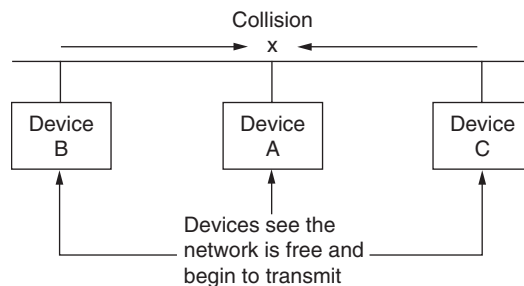 Collision
x
Device
B
Device
A
Device
C
Devices see the
network is free and
begin to transmit